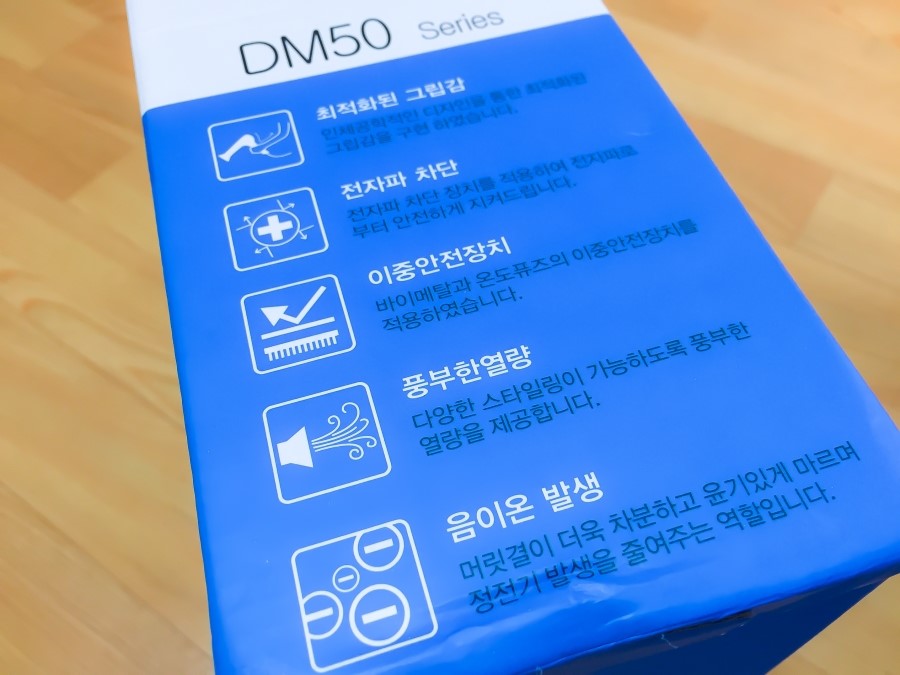 DM50 Series
최적화된 그립감
인체공학적인 디자인을 통한 최적화된
그립감을 구현 하였습니다.
전자파 차단
전자파 차단 장치를 적용하여 전자파로
부터 안전하게 지켜드립니다.
이중안전장치
바이메탈과 온도퓨즈의 이중안전장치를
적용하였습니다.
풍부한열량
다양한 스타일링이 가능하도록 풍부한
열량을 제공합니다.
음이온 발생
머릿결이 더욱 차분하고 윤기있게 마르며
정전기 발생을 줄여주는 역할입니다.